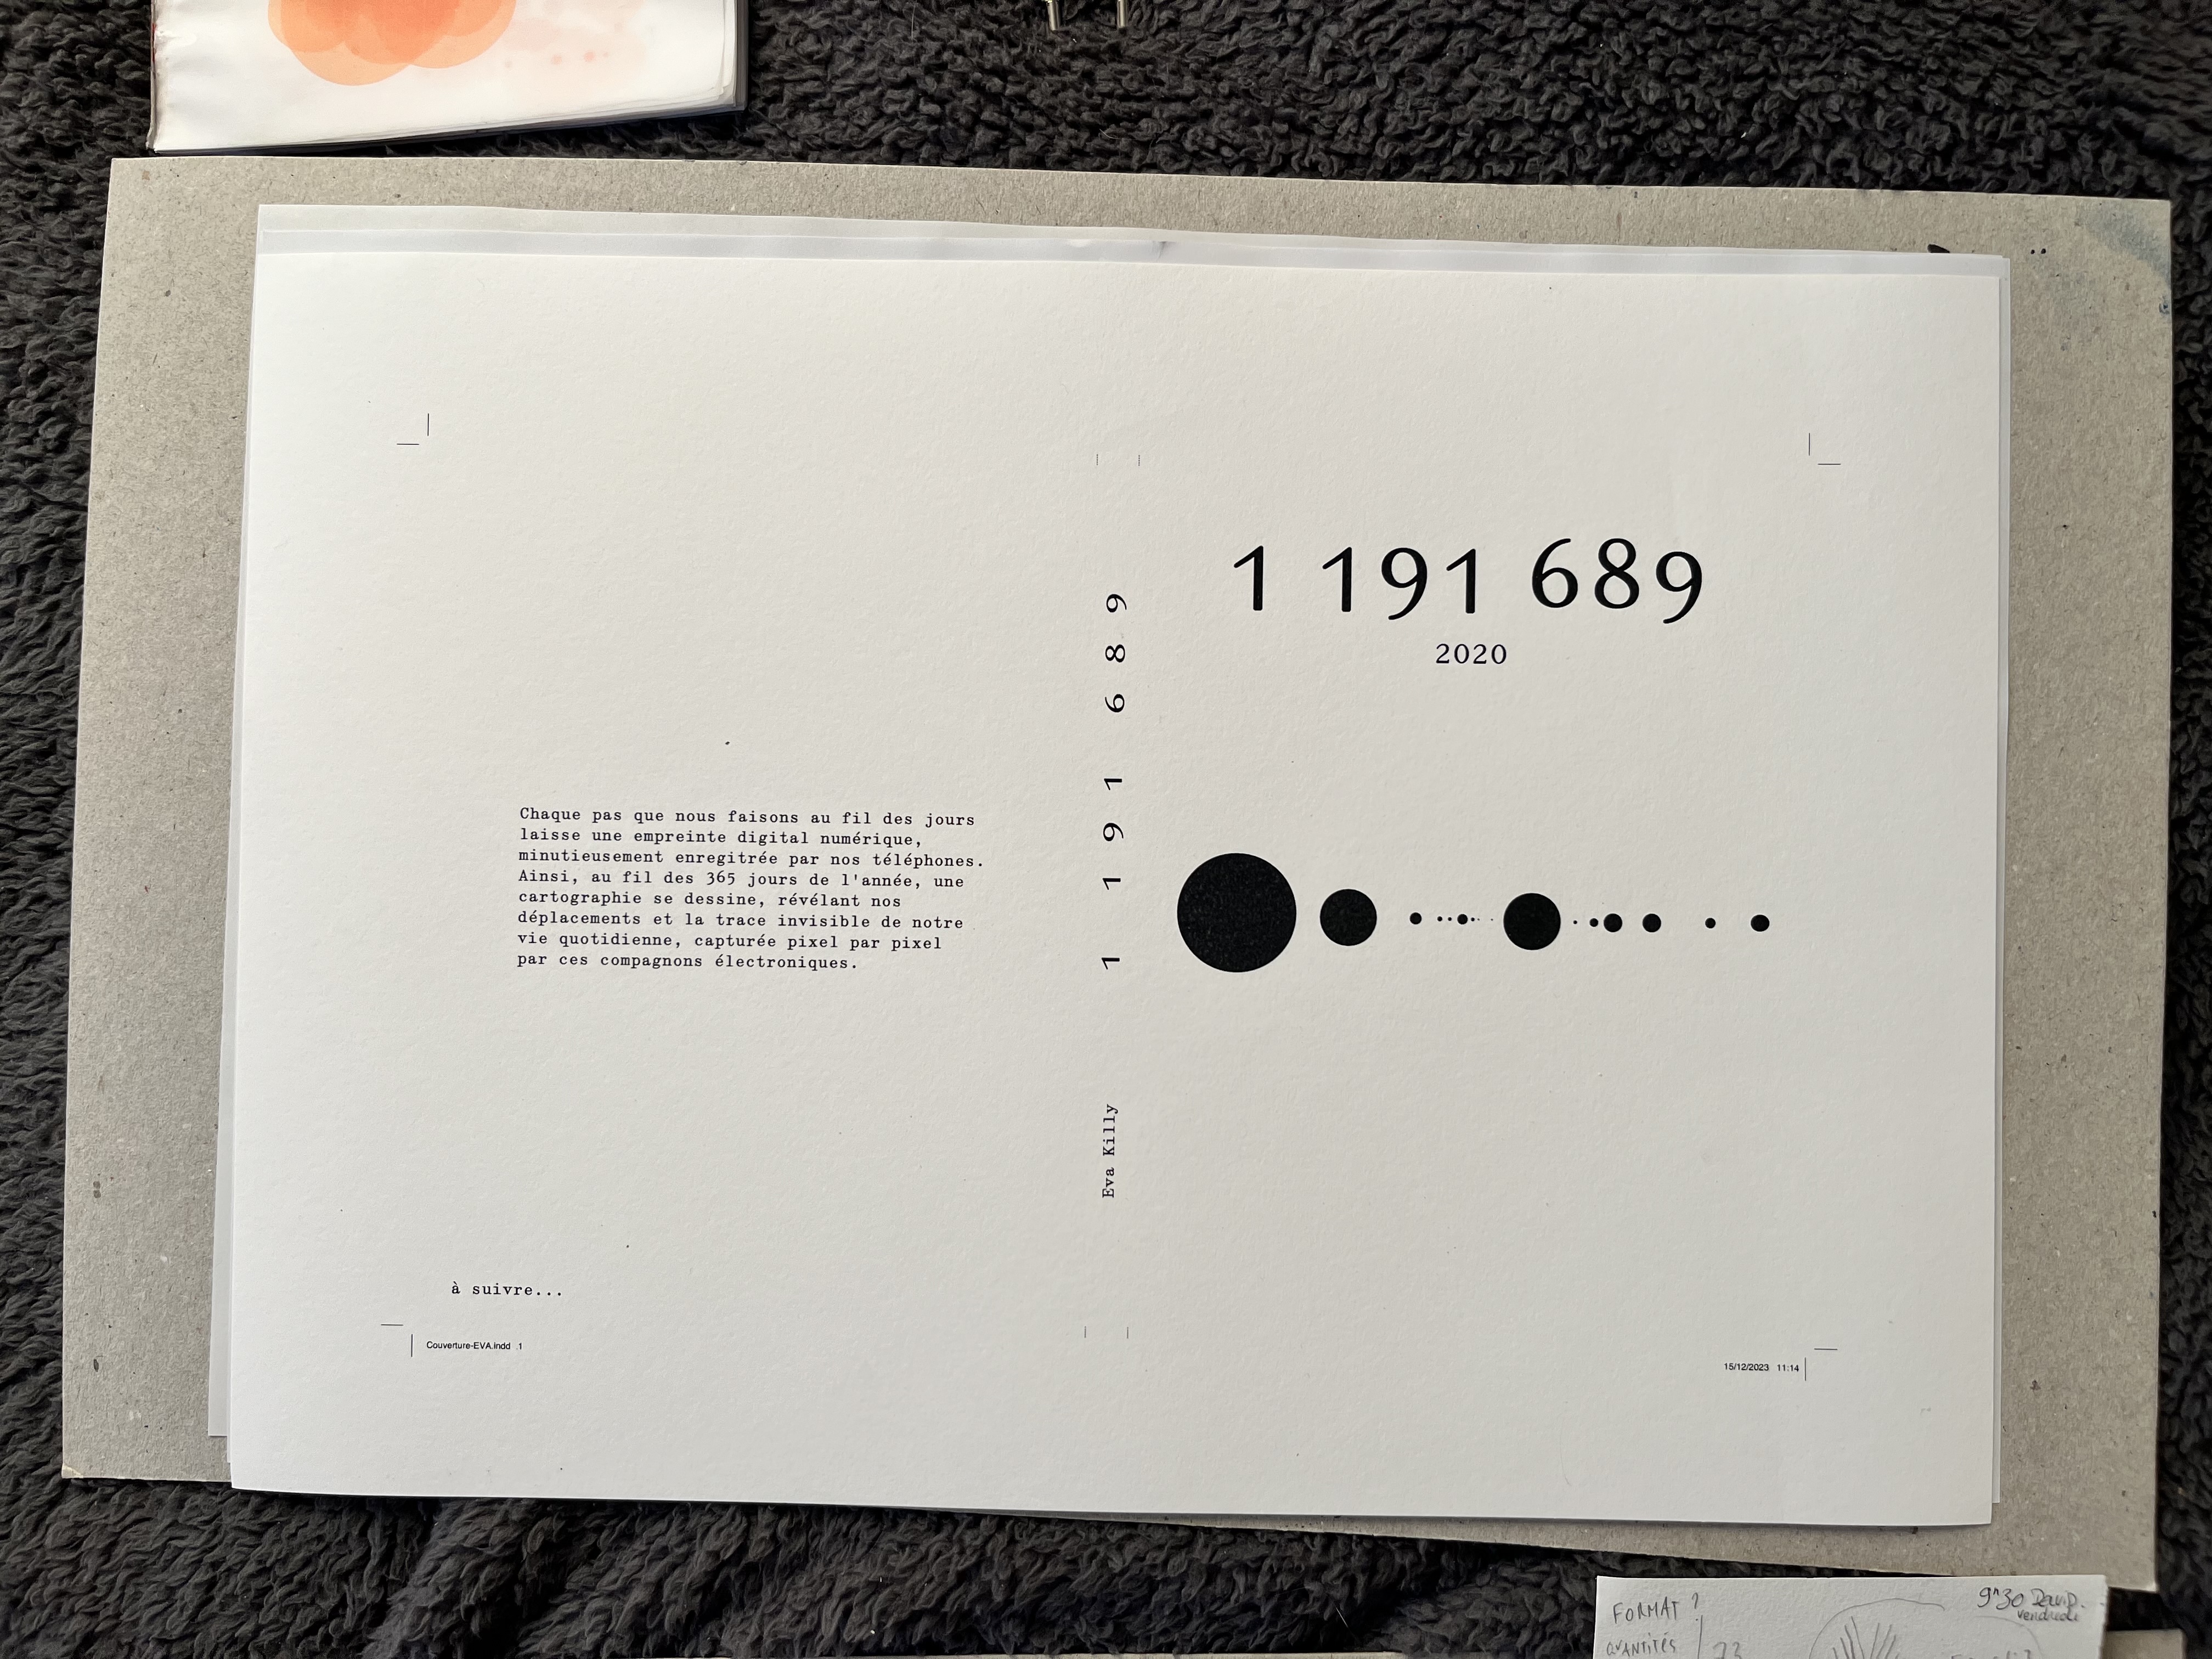 1 191 689
2020
1 191 689
Eva Killy
Chaque pas que nous faisons au fil des jours
laisse une empreinte digital numérique,
minutieusement enregitrée par nos téléphones.
Ainsi, au fil des 365 jours de l'année, une
cartographie se dessine, révélant nos
déplacements et la trace invisible de notre
vie quotidienne, capturée pixel par pixel
par ces compagnons électroniques.
à suivre...
Couverture-EVA.indd 1
15/12/2023 11:14
FORMAT ?
QUANTITÉS
9h30
vendredi